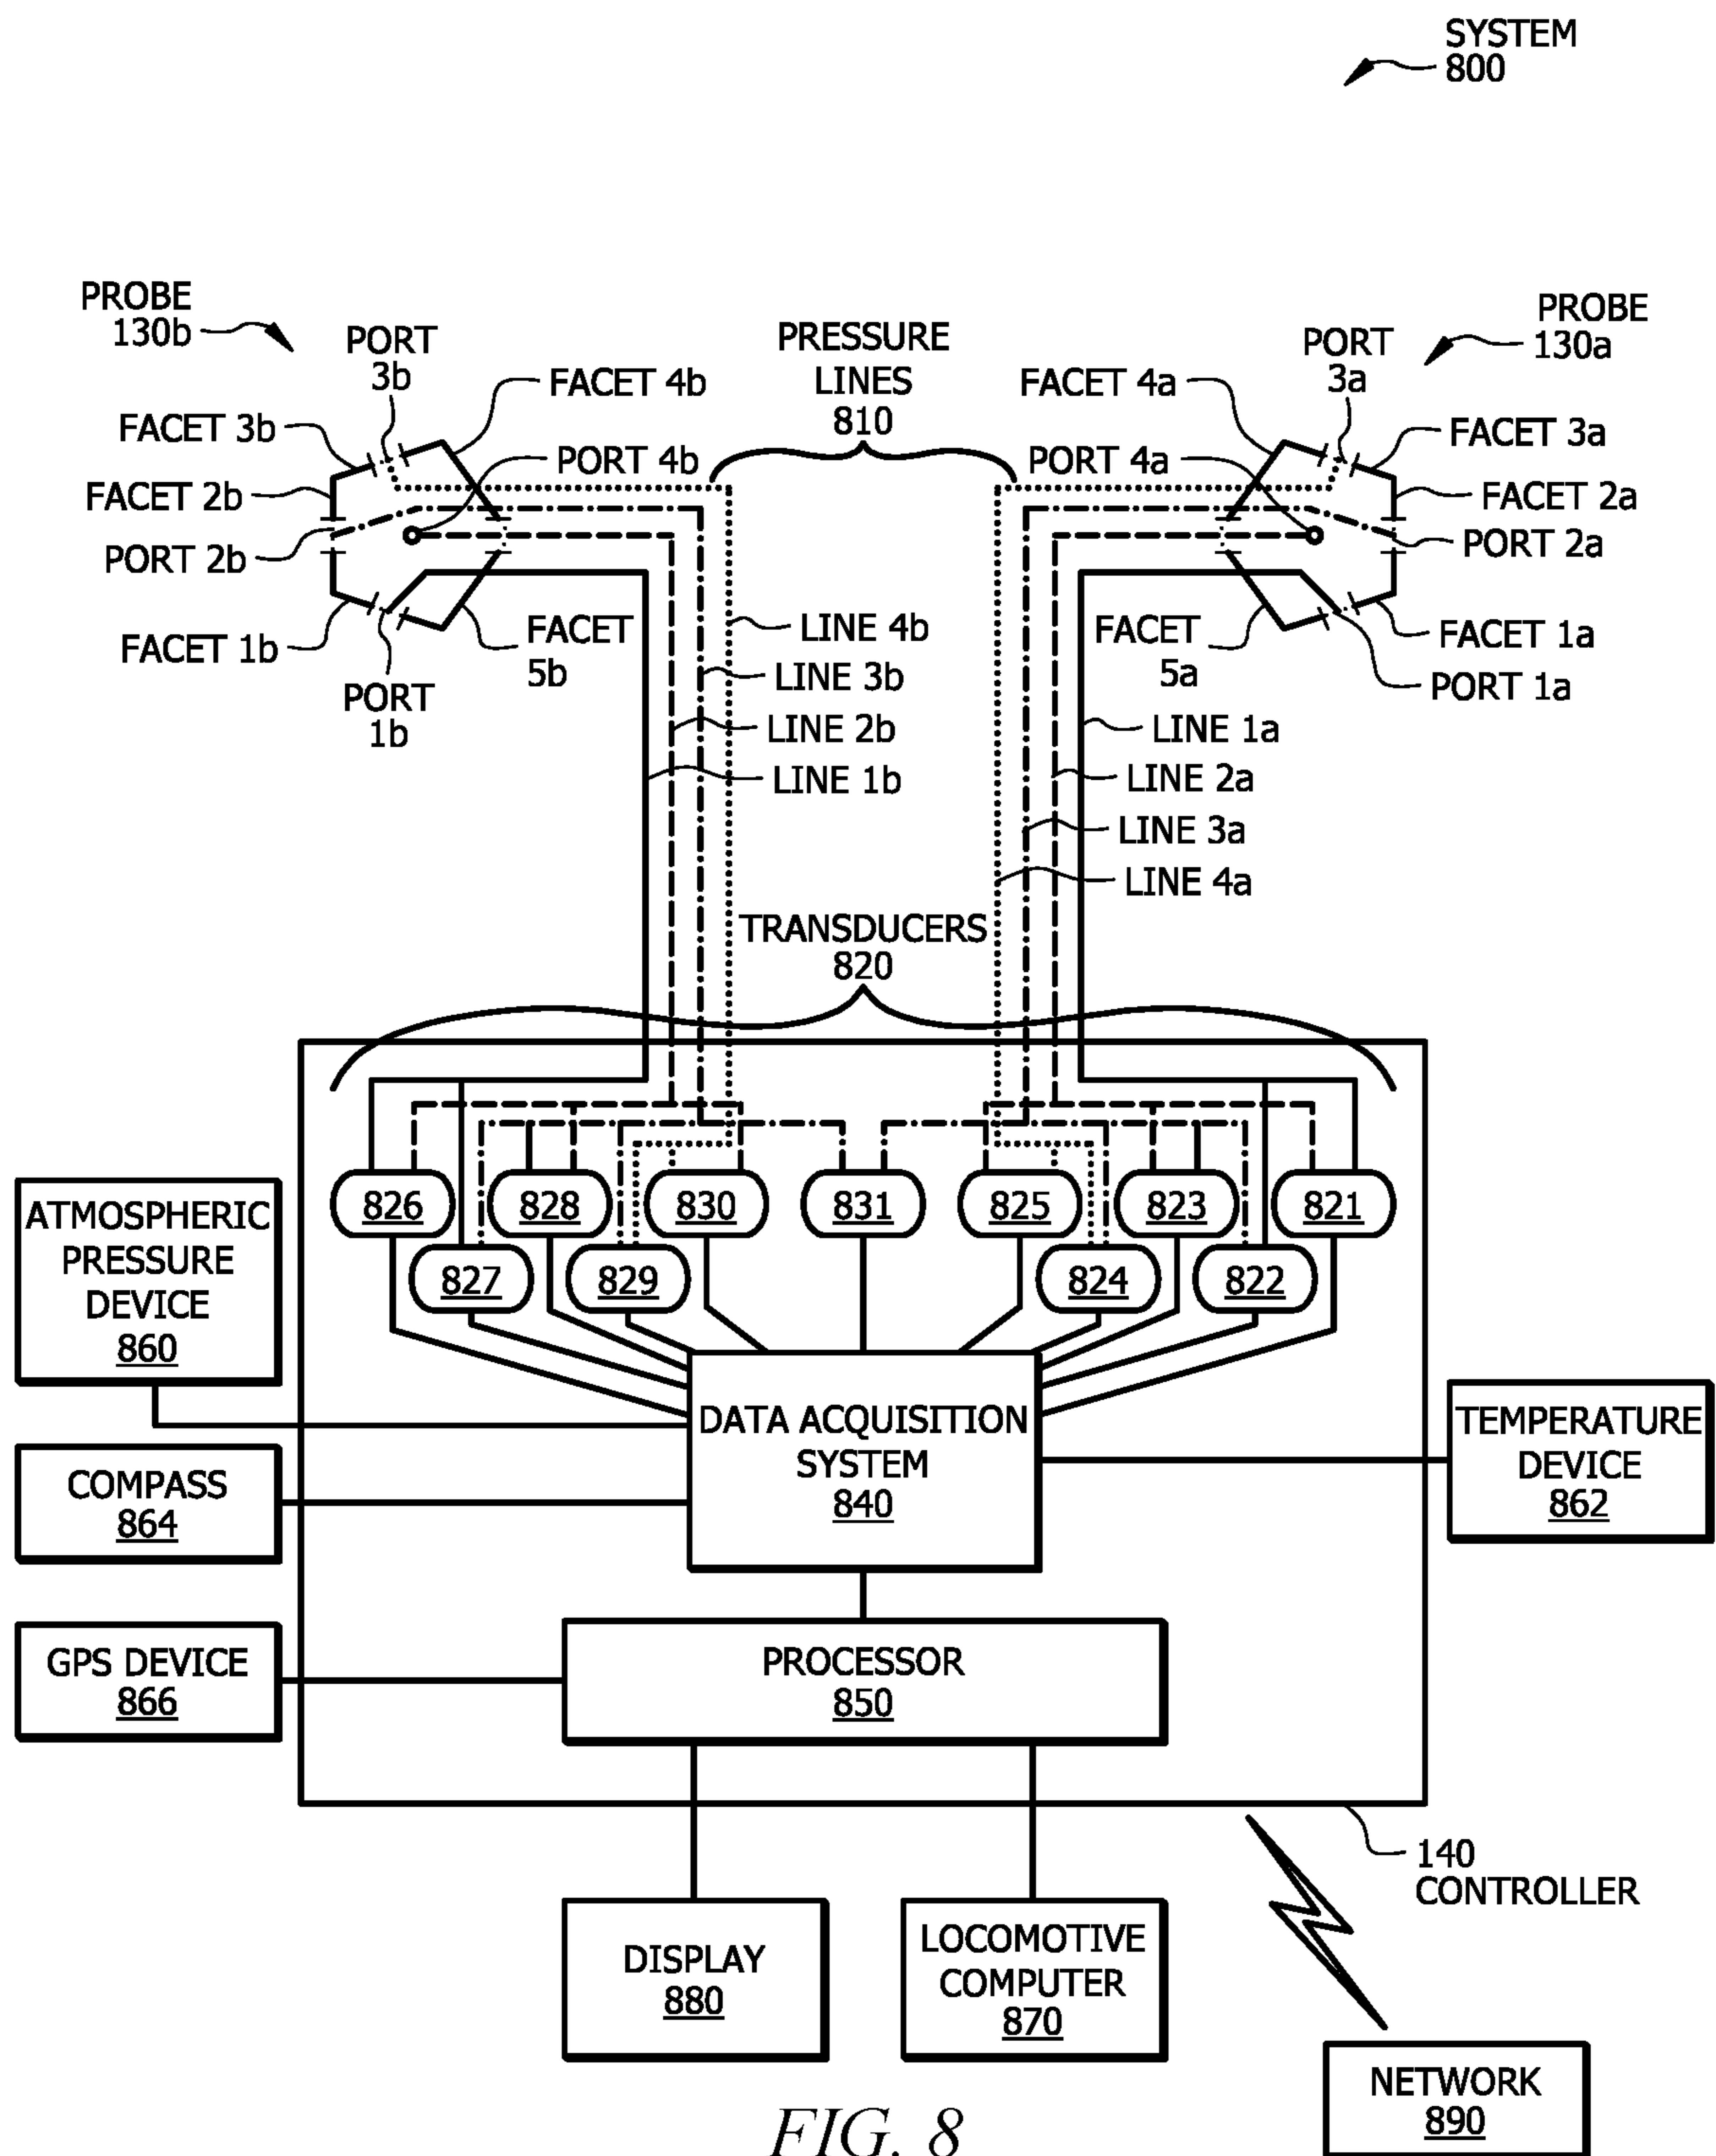 SYSTEM
800
PROBE
130b
PORT
3b
FACET 4b
PRESSURE
LINES
810
FACET 4a
PORT
3a
PROBE
130a
FACET 3b
PORT 4b
PORT 4a
FACET 3a
FACET 2b
FACET 2a
PORT 2b
PORT 2a
FACET 1b
PORT
1b
FACET
5b
LINE 4b
LINE 3b
LINE 2b
LINE 1b
FACET
5a
FACET 1a
PORT 1a
LINE 1a
LINE 2a
LINE 3a
LINE 4a
TRANSDUCERS
820
826
828
830
831
825
823
821
827
829
824
822
ATMOSPHERIC
PRESSURE
DEVICE
860
DATA ACQUISITION
SYSTEM
840
TEMPERATURE
DEVICE
862
COMPASS
864
GPS DEVICE
866
PROCESSOR
850
140
CONTROLLER
DISPLAY
880
LOCOMOTIVE
COMPUTER
870
NETWORK
890
FIG. 8